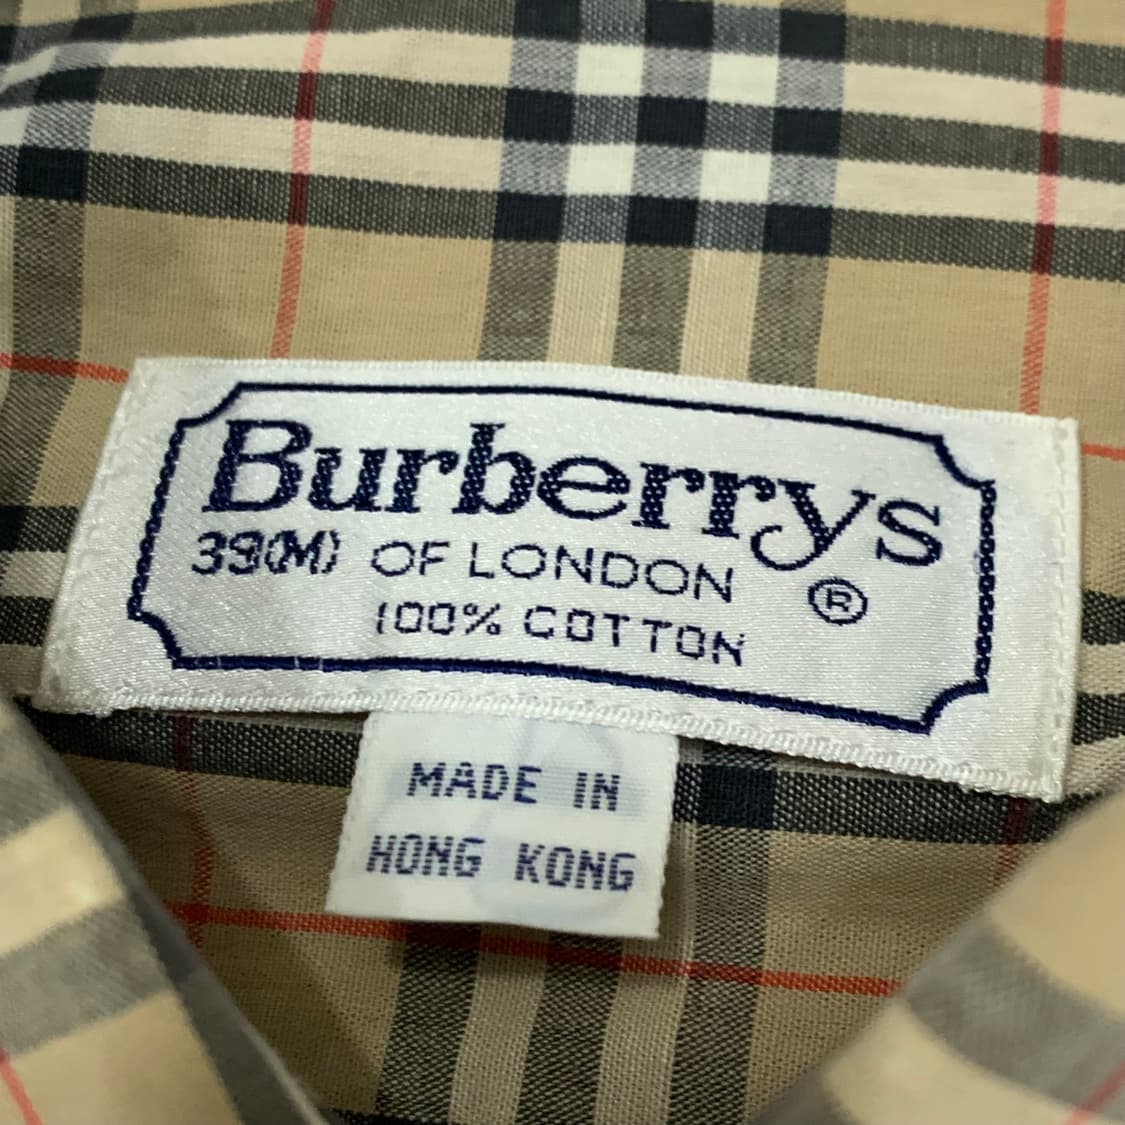 Burberrys
39(M) OF LONDON ®
100% COTTON
MADE IN
HONG KONG